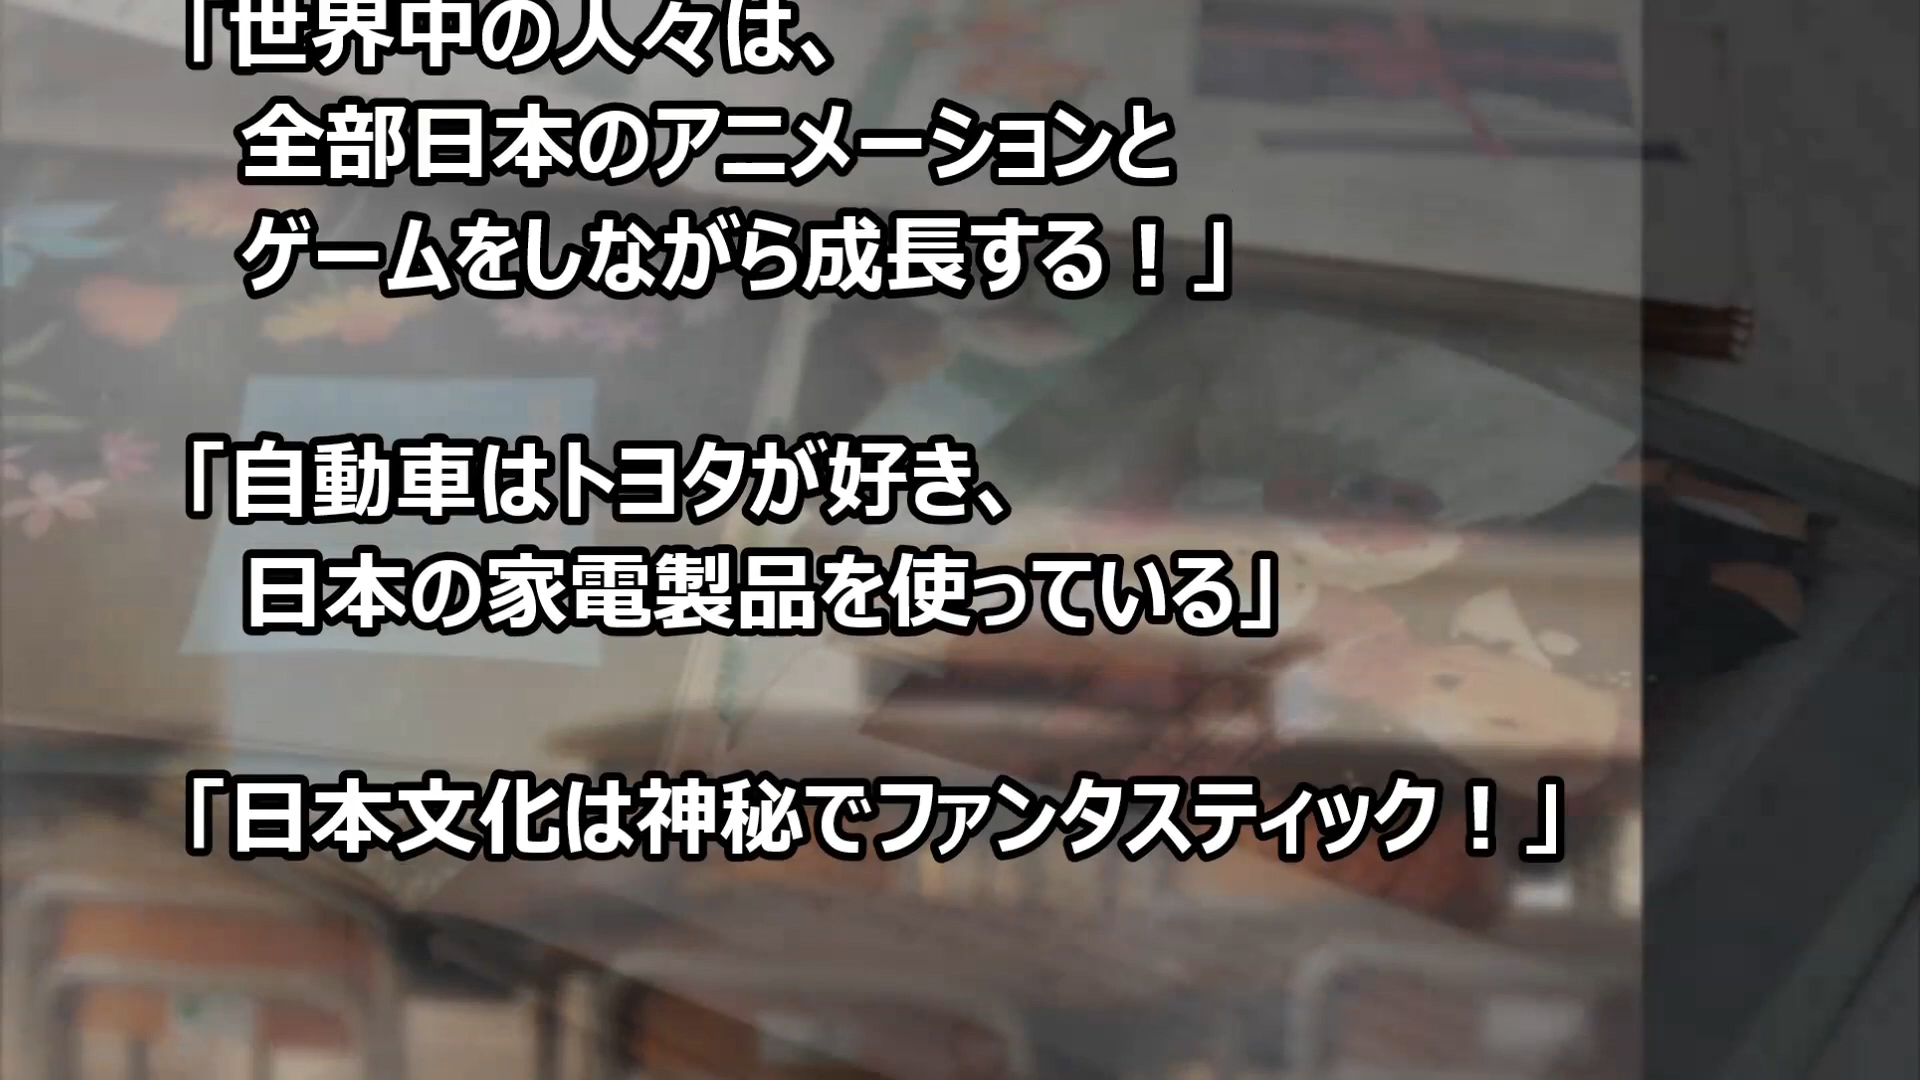 「世界中の人々は、
全部日本のアニメーションと
ゲームをしながら成長する！」
「自動車はトヨタが好き、
日本の家電製品を使っている」
「日本文化は神秘でファンタスティック！」